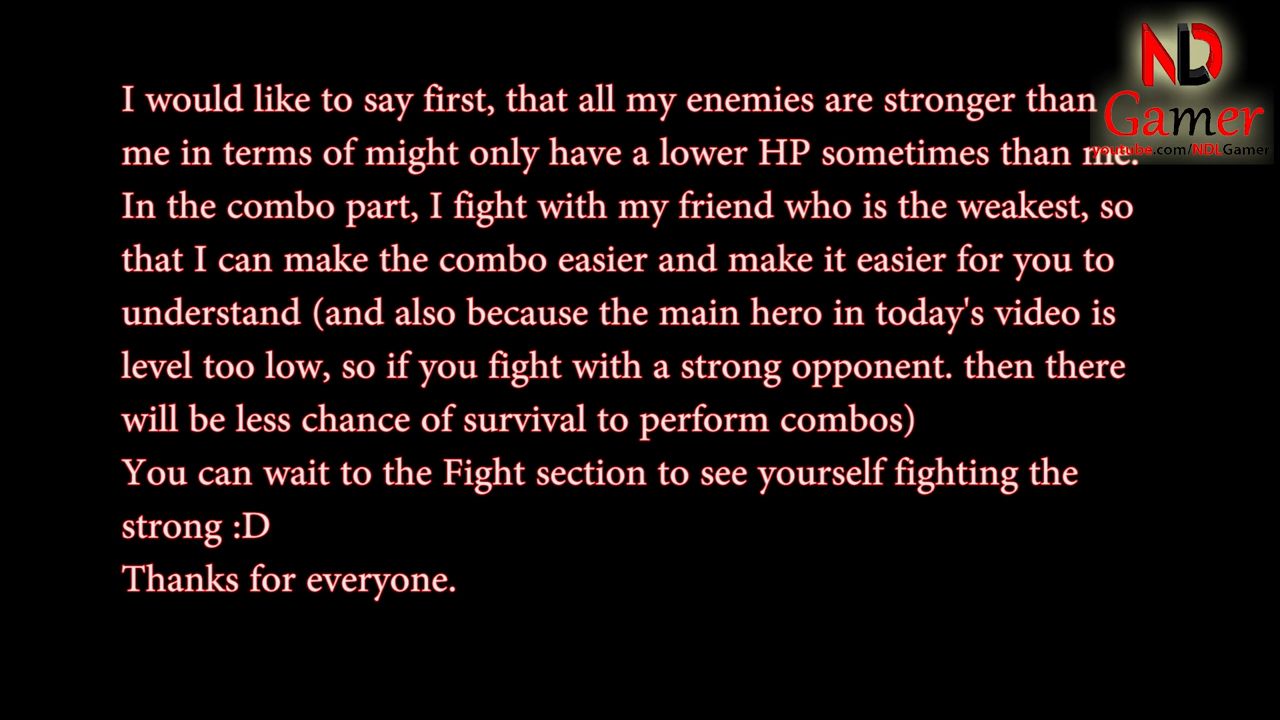 I would like to say first, that all my enemies are stronger than
me in terms of might only have a lower HP sometimes than me.
In the combo part, I fight with my friend who is the weakest, so
that I can make the combo easier and make it easier for you to
understand (and also because the main hero in today's video is
level too low, so if you fight with a strong opponent. then there
will be less chance of survival to perform combos)
You can wait to the Fight section to see yourself fighting the
strong :D
Thanks for everyone.
NDL
Gamer
youtube.com/NDLGamer